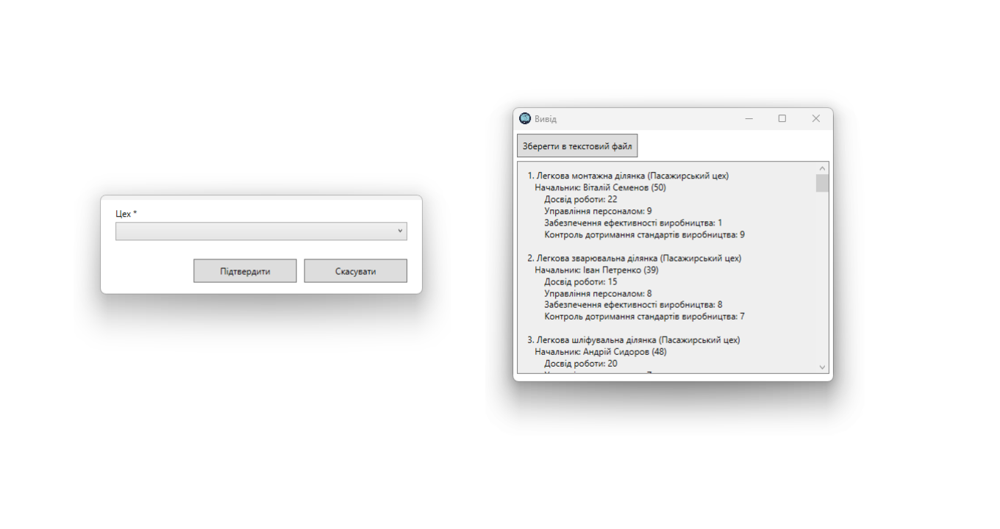 Цех *
Підтвердити
Скасувати
Вивід
Зберегти в текстовий файл
1. Легкова монтажна ділянка (Пасажирський цех)
Начальник: Віталій Семенов (50)
Досвід роботи: 22
Управління персоналом: 9
Забезпечення ефективності виробництва: 1
Контроль дотримання стандартів виробництва: 9
2. Легкова зварювальна ділянка (Пасажирський цех)
Начальник: Іван Петренко (39)
Досвід роботи: 15
Управління персоналом: 8
Забезпечення ефективності виробництва: 8
Контроль дотримання стандартів виробництва: 7
3. Легкова шліфувальна ділянка (Пасажирський цех)
Начальник: Андрій Сидоров (48)
Досвід роботи: 20